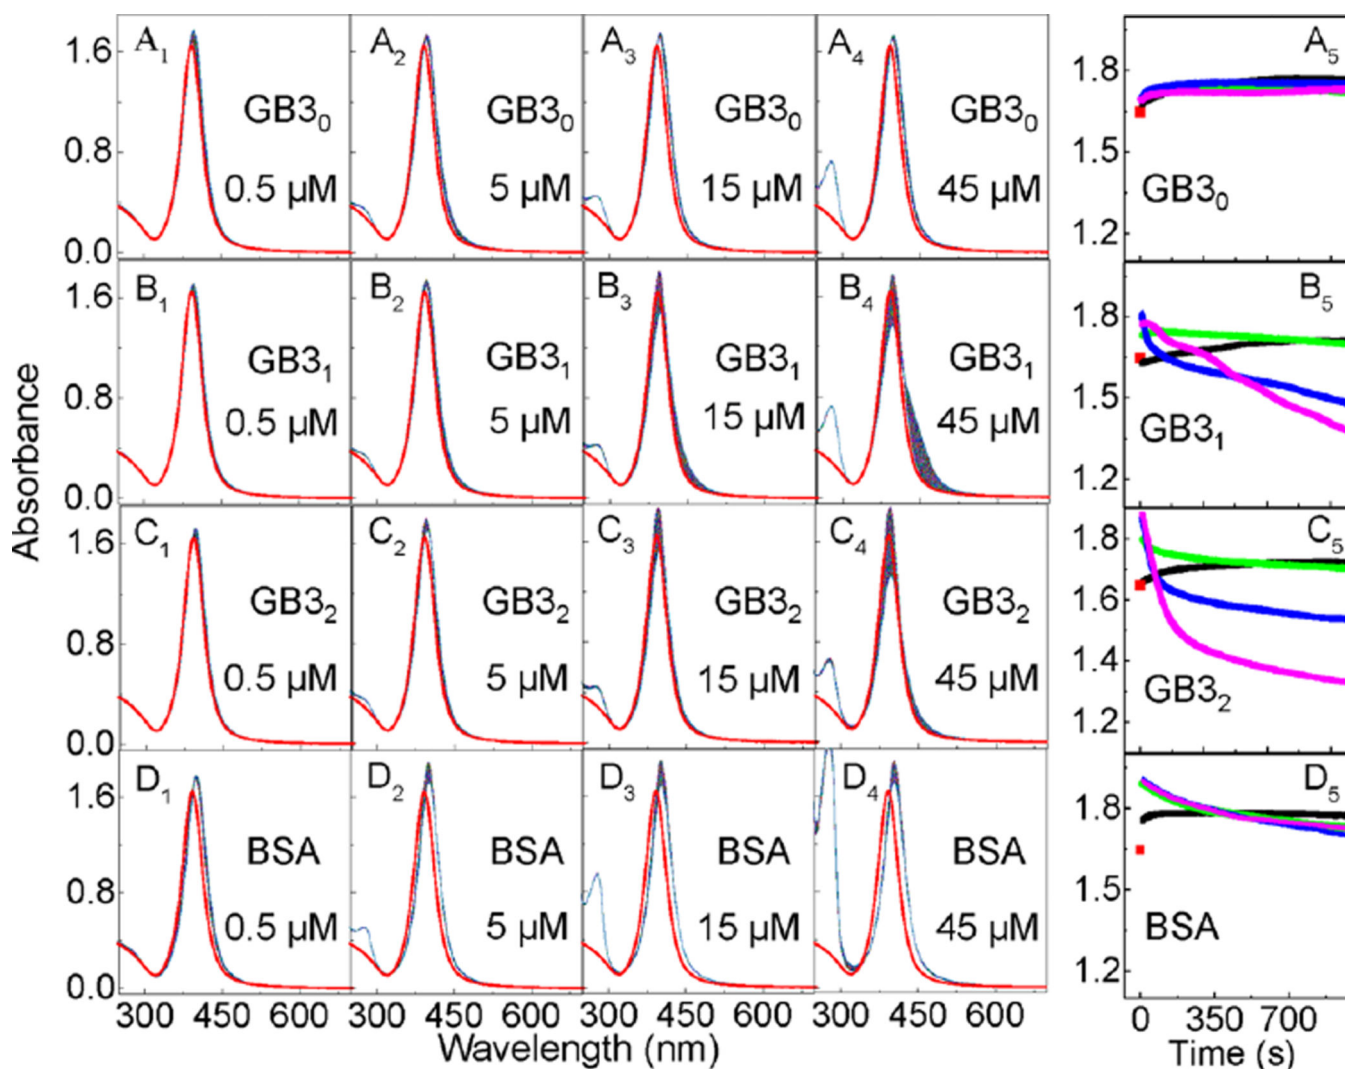 A₁ A₂ A₃ A₄ A₅
1.6
1.8
GB3₀ GB3₀ GB3₀ GB3₀
0.8
1.5
0.5 µM 5 µM 15 µM 45 µM
GB3₀
0.0
1.2
B₁ B₂ B₃ B₄ B₅
1.6
1.8
GB3₁ GB3₁ GB3₁ GB3₁
0.8
1.5
0.5 µM 5 µM 15 µM 45 µM
GB3₁
0.0
1.2
C₁ C₂ C₃ C₄ C₅
1.6
1.8
GB3₂ GB3₂ GB3₂ GB3₂
1.6
0.8
0.5 µM 5 µM 15 µM 45 µM
1.4
GB3₂
0.0
1.2
D₁ D₂ D₃ D₄ D₅
1.6
1.8
BSA BSA BSA BSA
0.8
1.5
0.5 µM 5 µM 15 µM 45 µM
BSA
0.0
1.2
300 450 600 300 450 600 300 450 600 300 450 600
0 350 700
Absorbance
Wavelength (nm)
Time (s)